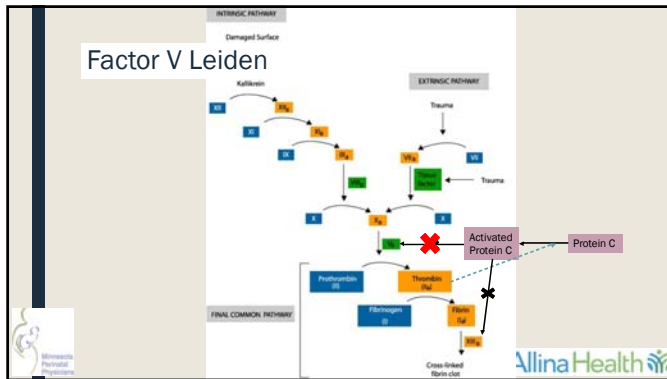 INTRINSIC PATHWAY
Damaged Surface
Factor V Leiden
Kallikrein
EXTRINSIC PATHWAY
Trauma
XII
XIIa
XI
XIa
IX
IXa
VIIa
VII
VIIIa
Tissue
factor
Trauma
X
Xa
X
Va
Activated
Protein C
Protein C
Prothrombin
(II)
Thrombin
(IIa)
FINAL COMMON PATHWAY
Fibrinogen
(I)
Fibrin
(Ia)
XIIIa
Cross-linked
fibrin clot
Minnesota
Perinatal
Physicians
Allina Health